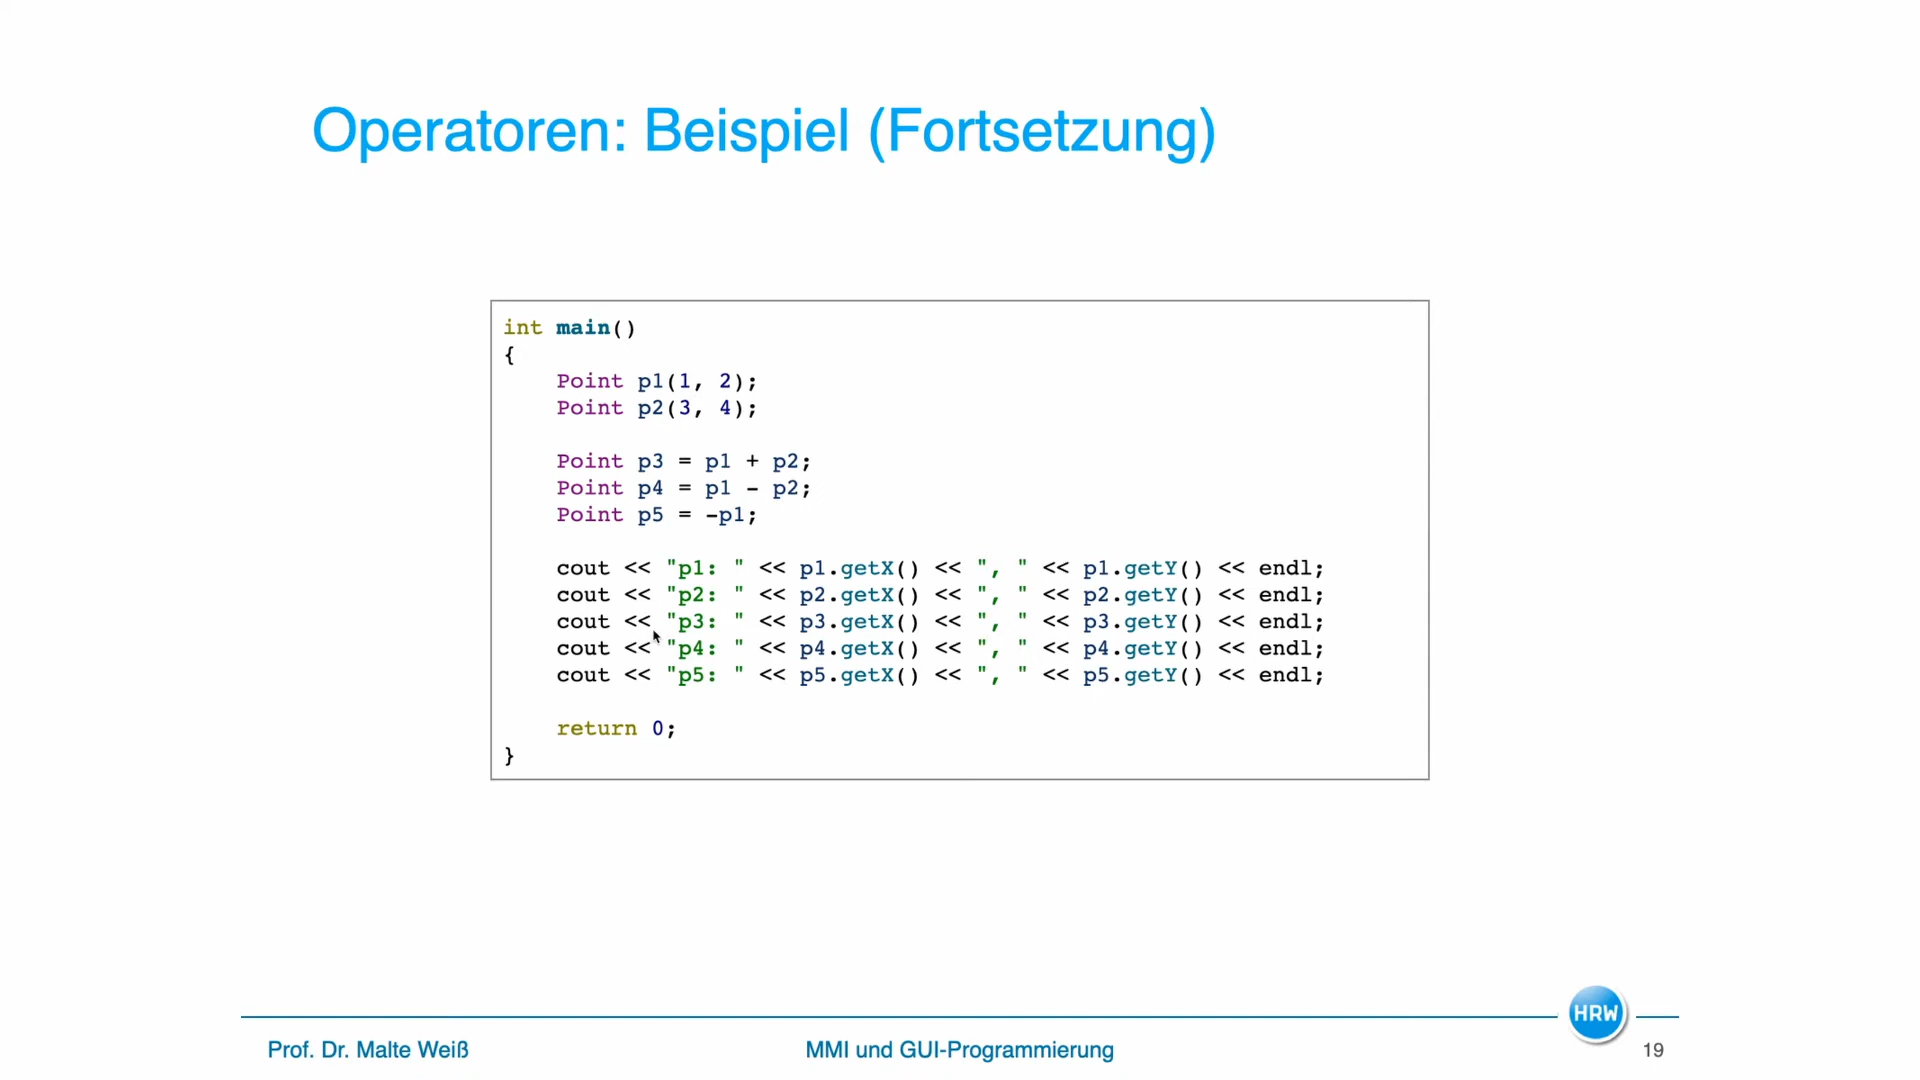 Operatoren: Beispiel (Fortsetzung)
int main()
{
    Point p1(1, 2);
    Point p2(3, 4);
    Point p3 = p1 + p2;
    Point p4 = p1 - p2;
    Point p5 = -p1;
    cout << "p1: " << p1.getX() << ", " << p1.getY() << endl;
    cout << "p2: " << p2.getX() << ", " << p2.getY() << endl;
    cout << "p3: " << p3.getX() << ", " << p3.getY() << endl;
    cout << "p4: " << p4.getX() << ", " << p4.getY() << endl;
    cout << "p5: " << p5.getX() << ", " << p5.getY() << endl;
    return 0;
}
HRW
Prof. Dr. Malte Weiß
MMI und GUI-Programmierung
19